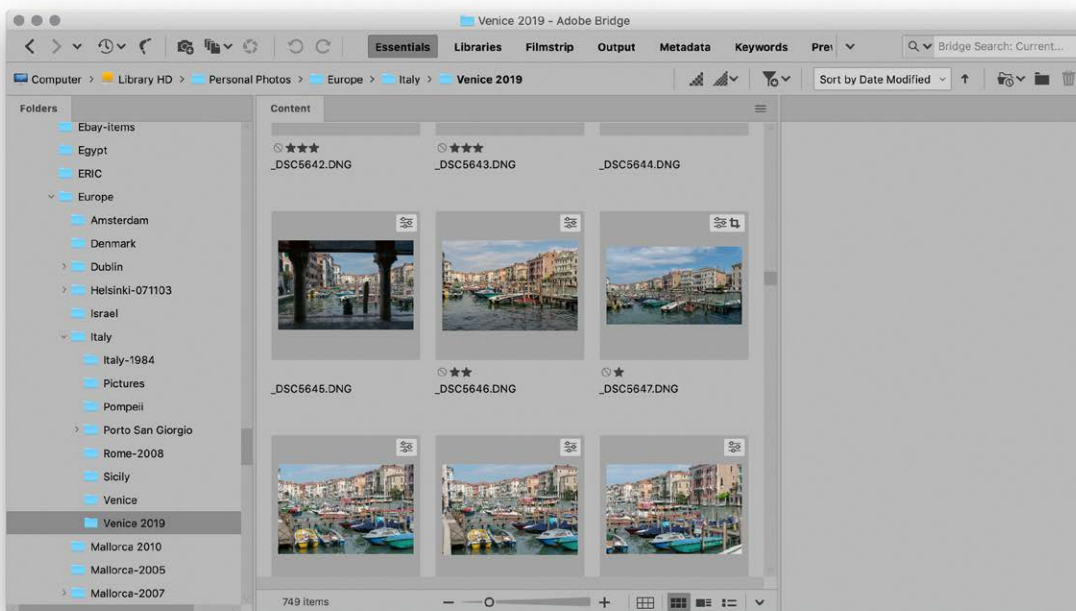 Venice 2019 - Adobe Bridge
Essentials Libraries Filmstrip Output Metadata Keywords Bridge Search: Current...
Computer > Library HD > Personal Photos > Europe > Italy > Venice 2019 Sort by Date Modified
Folders
Ebay-items
Egypt
ERIC
Europe
Amsterdam
Denmark
Dublin
Helsinki-071103
Israel
Italy
Italy-1984
Pictures
Pompeii
Porto San Giorgio
Rome-2008
Sicily
Venice
Venice 2019
Mallorca 2010
Mallorca-2005
Mallorca-2007
Content
_DSC5642.DNG _DSC5643.DNG _DSC5644.DNG
_DSC5645.DNG _DSC5646.DNG _DSC5647.DNG
749 items